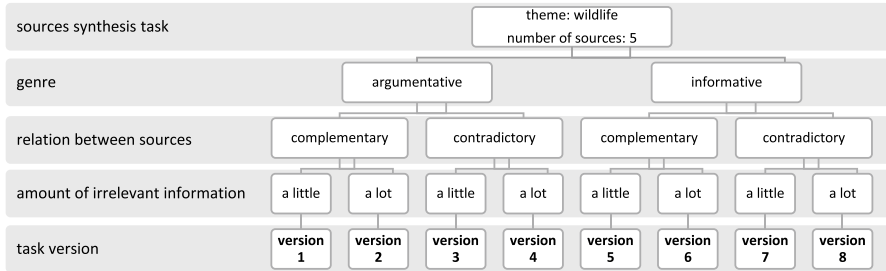 sources synthesis task
theme: wildlife
number of sources: 5
genre
argumentative
informative
relation between sources
complementary
contradictory
complementary
contradictory
amount of irrelevant information
a little
a lot
a little
a lot
a little
a lot
a little
a lot
task version
version
1
version
2
version
3
version
4
version
5
version
6
version
7
version
8